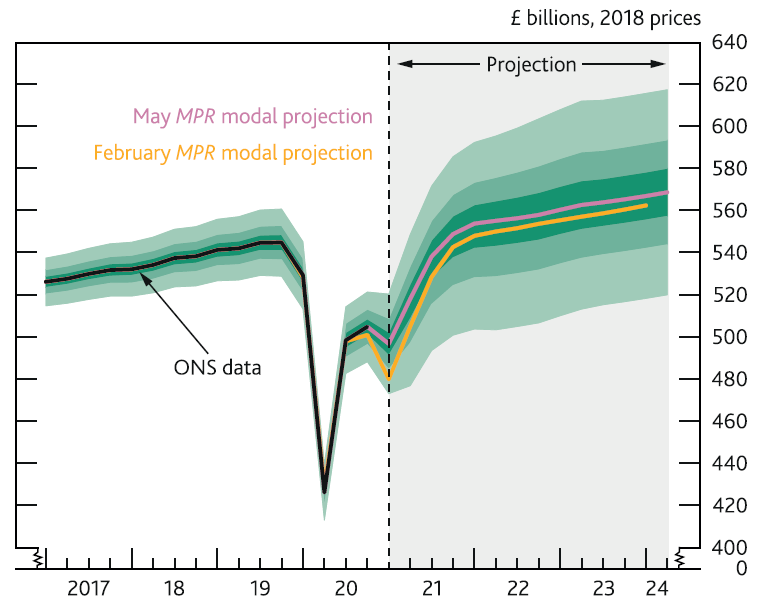 £ billions, 2018 prices
640
Projection
620
May MPR modal projection
600
February MPR modal projection
580
560
540
520
500
ONS data
480
460
440
420
400
0
2017 18 19 20 21 22 23 24